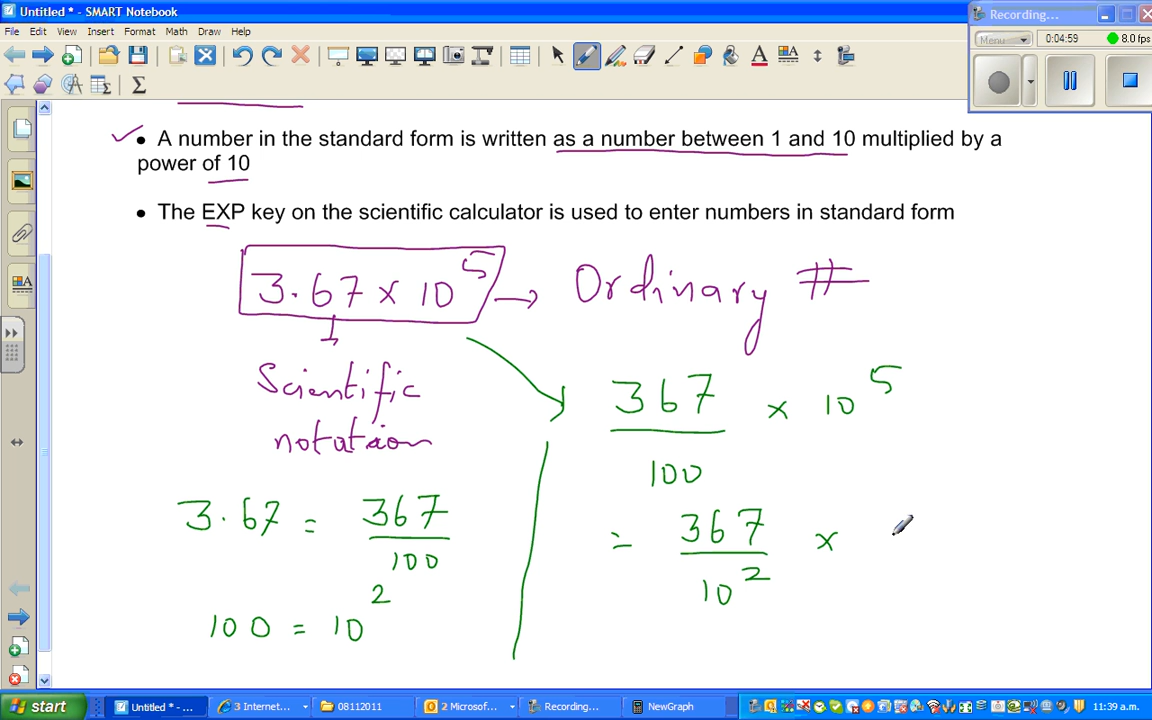 Untitled * - SMART Notebook
Recording...
File Edit View Insert Format Math Draw Help
Menu
0:04:59
8.0 fps
A number in the standard form is written as a number between 1 and 10 multiplied by a
power of 10
The EXP key on the scientific calculator is used to enter numbers in standard form
3.67 × 10^5 → Ordinary #
Scientific
notation
367 × 10^5
100
3.67 = 367/100
= 367/10^2 ×
100 = 10^2
start
Untitled * - ...
3 Internet...
08112011
2 Microsof...
Recording...
NewGraph
11:39 a.m.